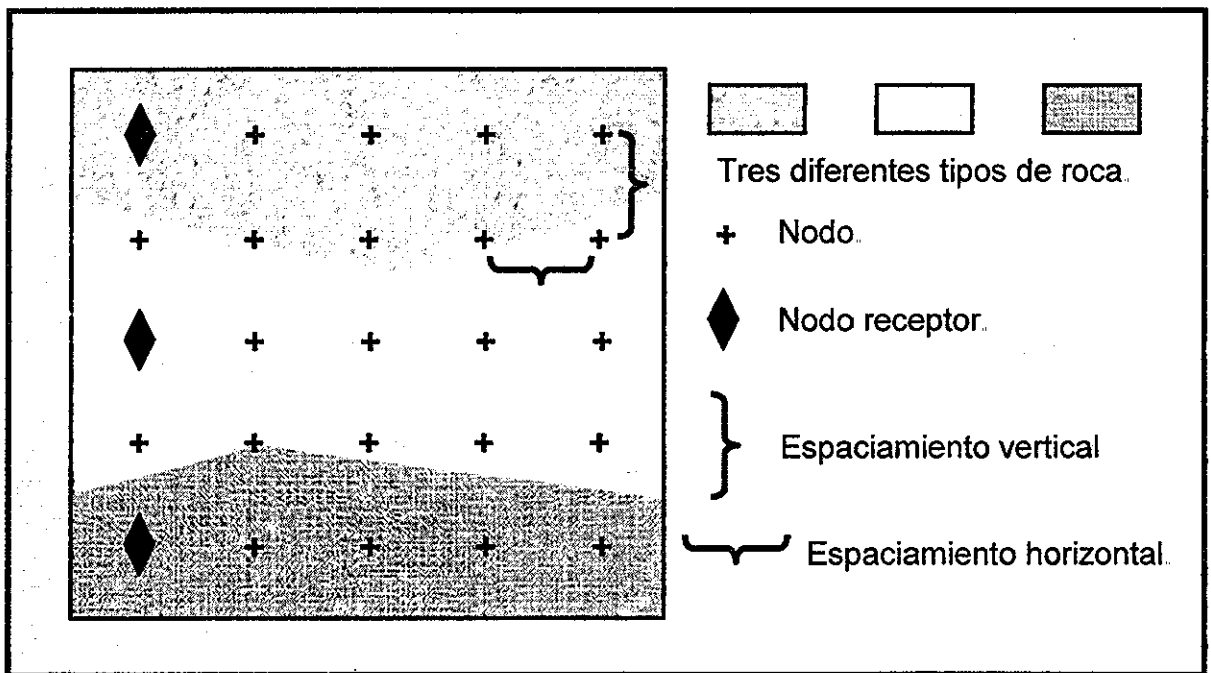 Tres diferentes tipos de roca.
Nodo.
Nodo receptor.
Espaciamiento vertical
Espaciamiento horizontal.